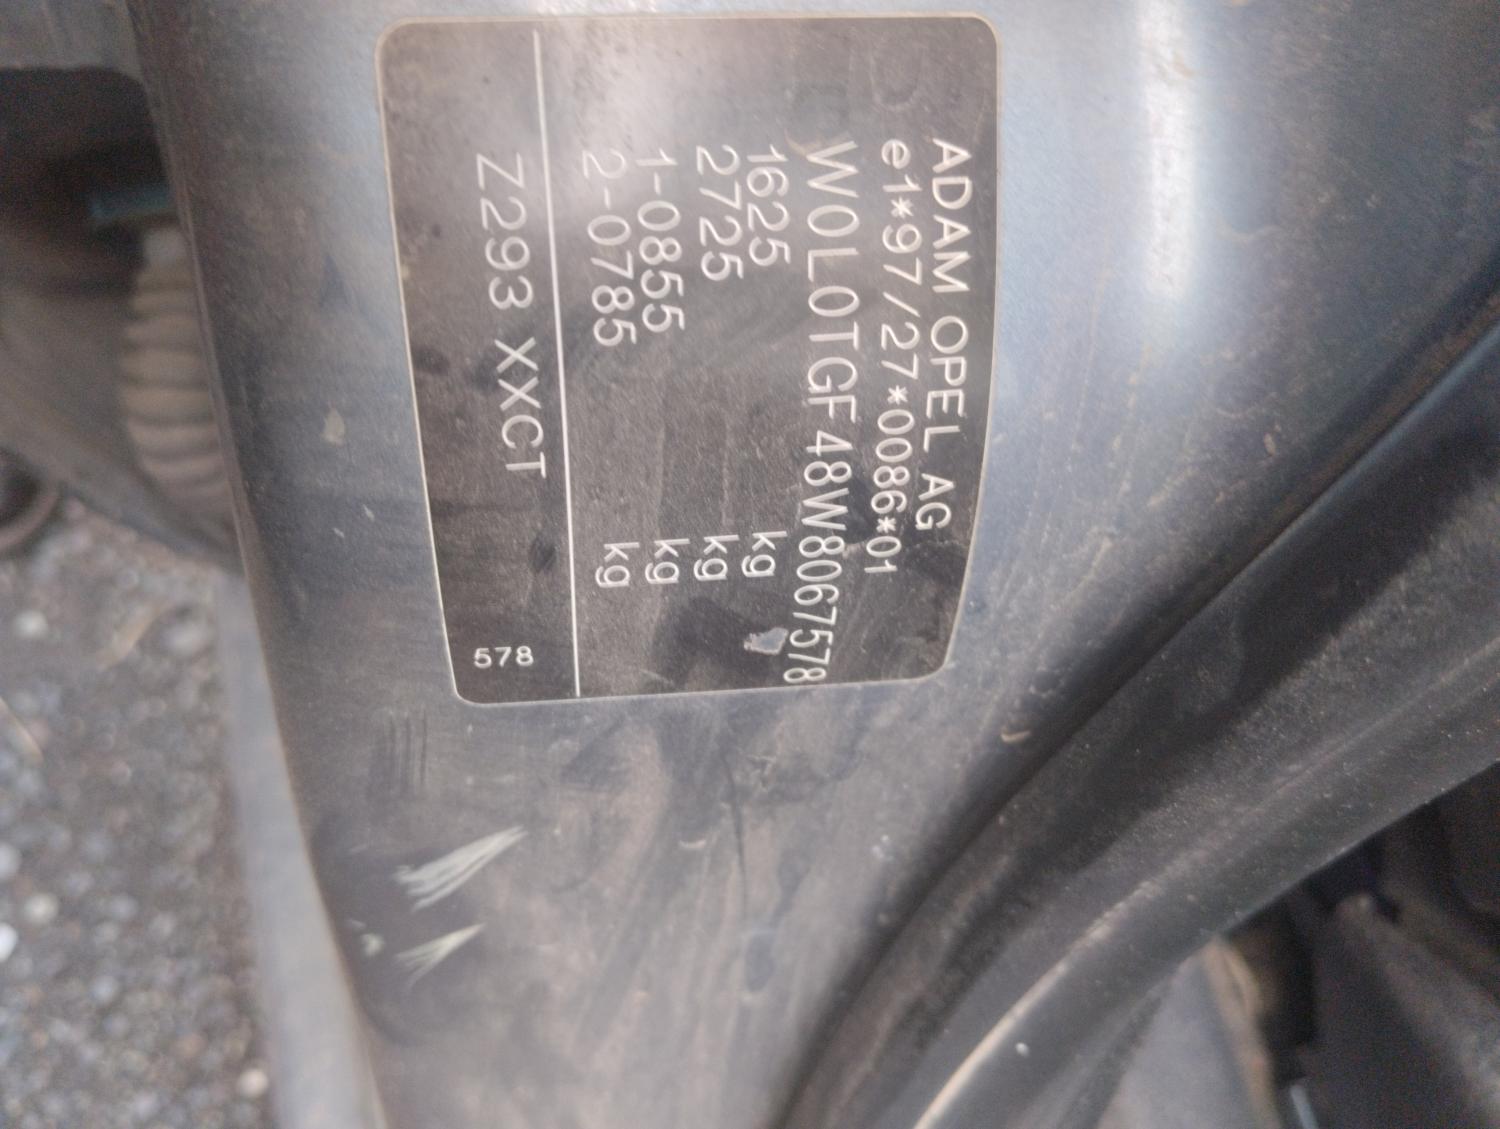 ADAM OPEL AG
e1*97/27*0086*01
W0L0TGF48W8067578
1625 kg
2725 kg
1-0855 kg
2-0785 kg
Z293 XXCT
578